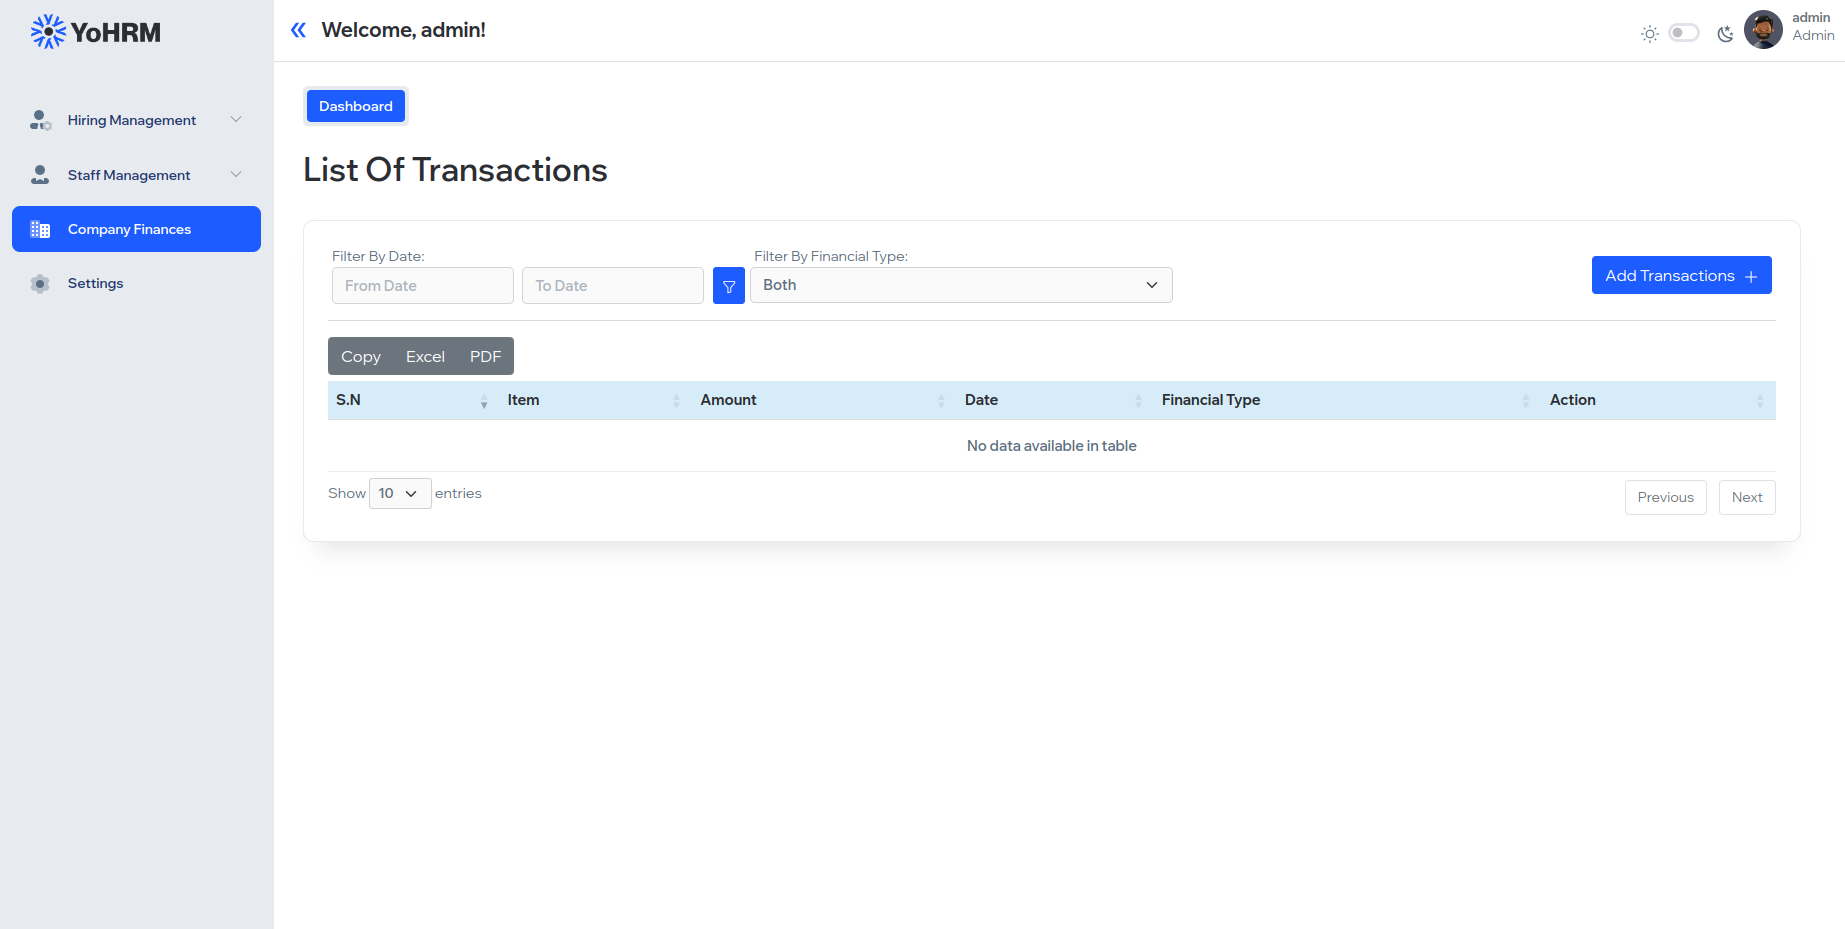 YoHRM
Welcome, admin!
admin
Admin
Hiring Management
Staff Management
Company Finances
Settings
Dashboard
List Of Transactions
Filter By Date:
Filter By Financial Type:
From Date
To Date
Both
Add Transactions
Copy Excel PDF
S.N Item Amount Date Financial Type Action
No data available in table
Show 10 entries
Previous Next